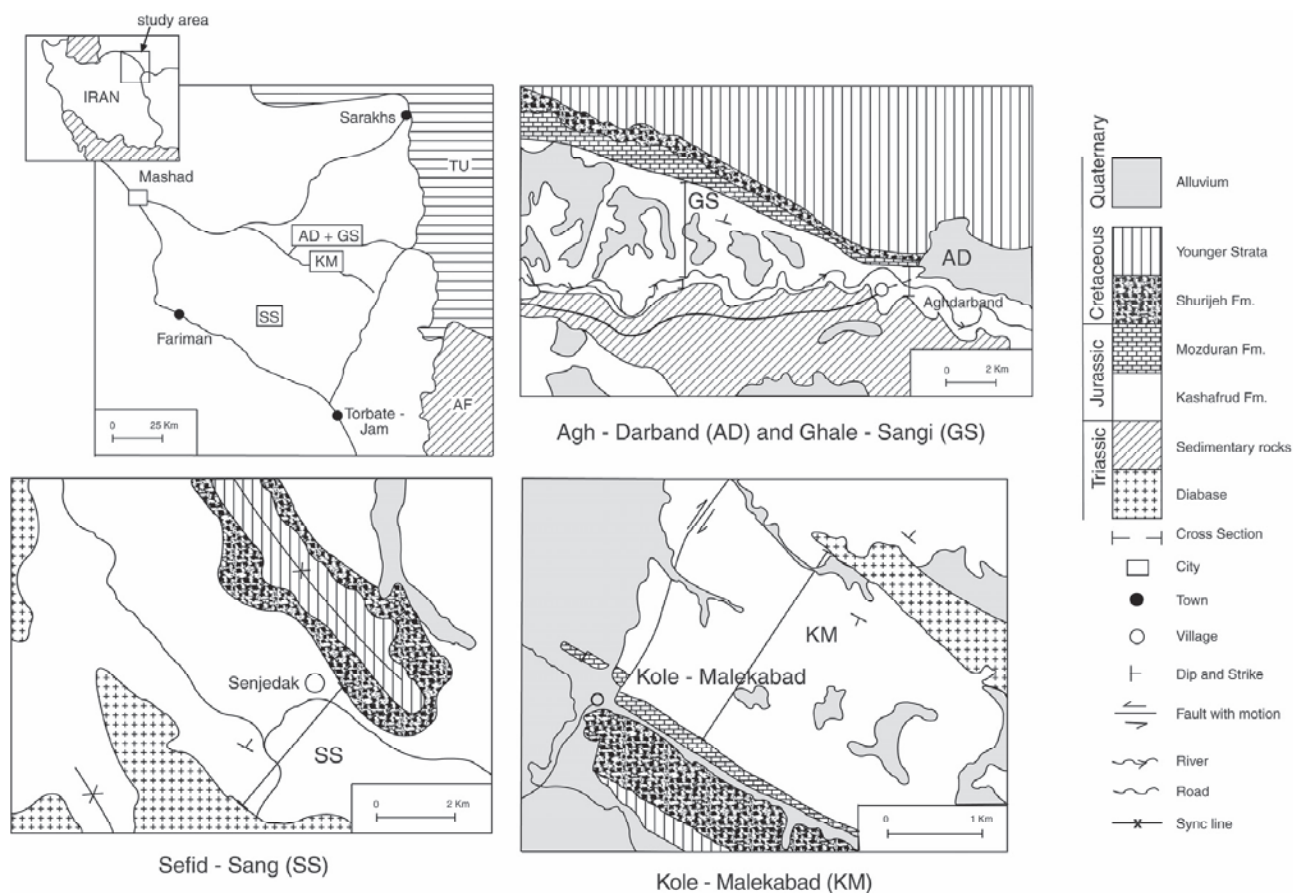 study area
IRAN
Sarakhs
TU
Mashad
AD + GS
KM
SS
Fariman
AF
Torbate -
Jam
0 25 Km
GS
AD
Aghdarband
0 2 Km
Agh - Darband (AD) and Ghale - Sangi (GS)
Senjedak
SS
0 2 Km
Sefid - Sang (SS)
KM
Kole - Malekabad
0 1 Km
Kole - Malekabad (KM)
Quaternary
Cretaceous
Jurassic
Triassic
Alluvium
Younger Strata
Shurijeh Fm.
Mozduran Fm.
Kashafrud Fm.
Sedimentary rocks
Diabase
Cross Section
City
Town
Village
Dip and Strike
Fault with motion
River
Road
Sync line